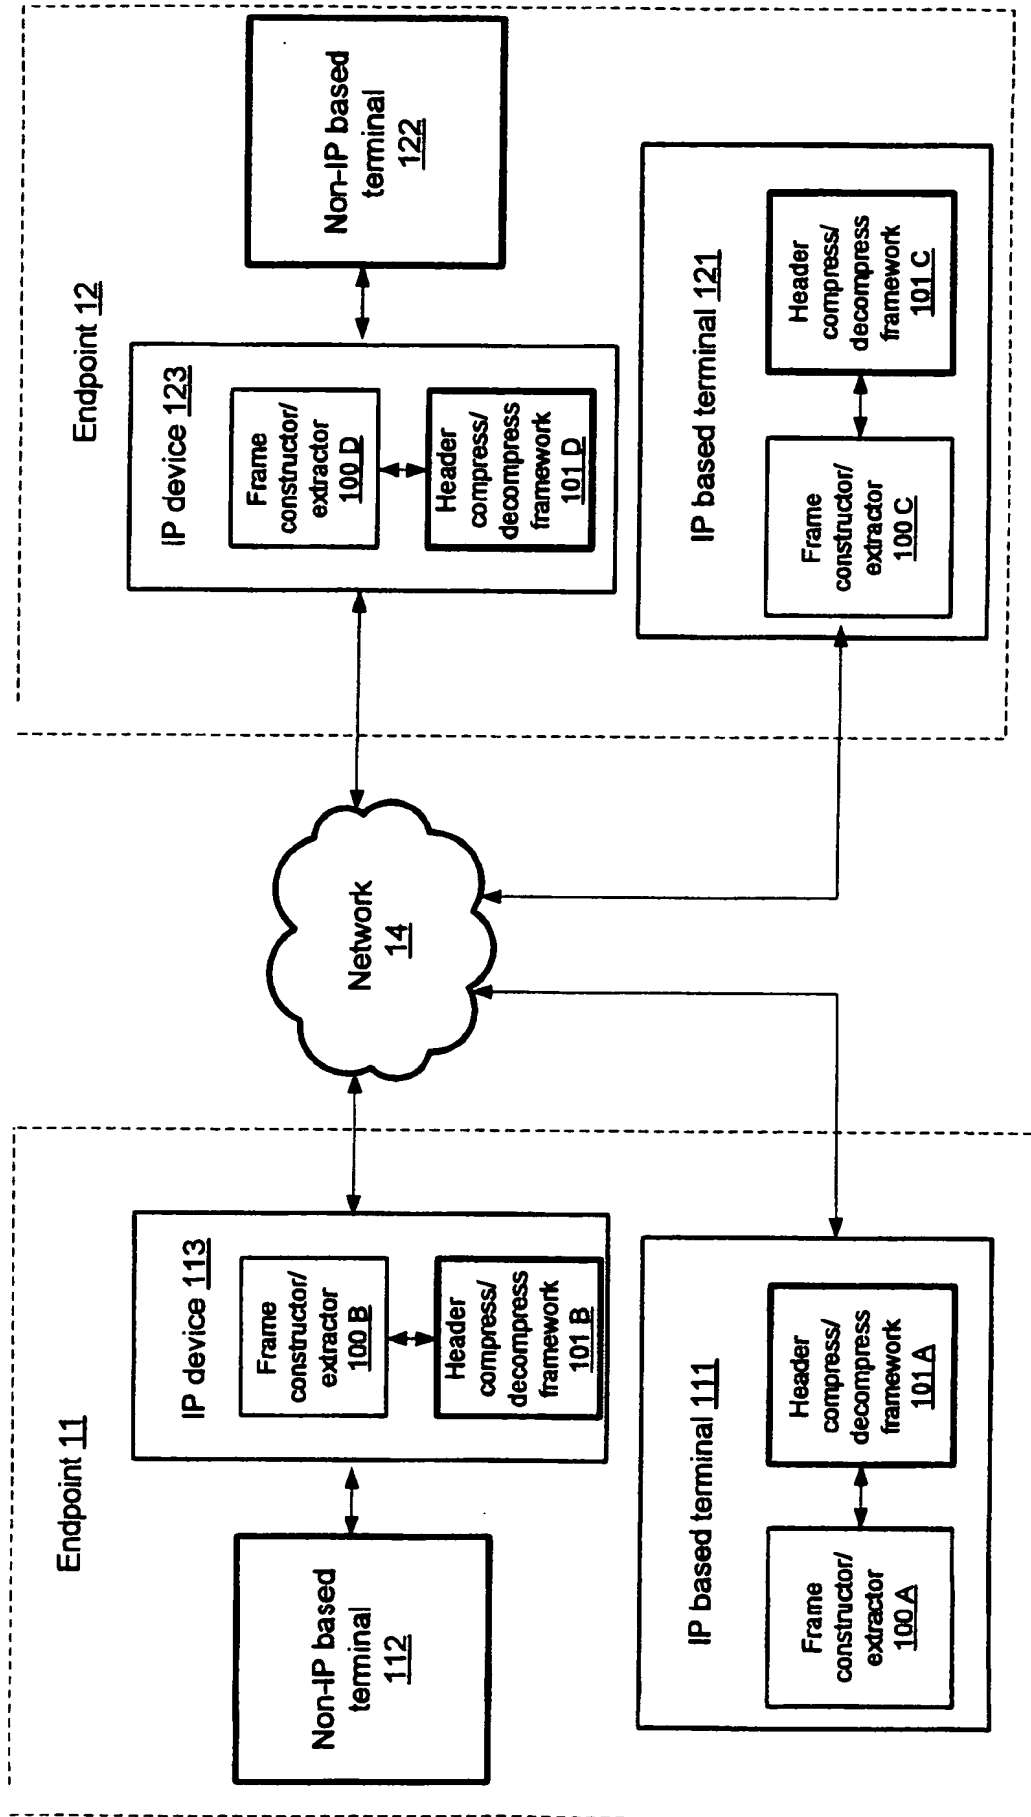 Endpoint 11
Non-IP based
terminal
112
IP device 113
Frame
constructor/
extractor
100 B
Header
compress/
decompress
framework
101 B
IP based terminal 111
Frame
constructor/
extractor
100 A
Header
compress/
decompress
framework
101 A
Network
14
Endpoint 12
IP device 123
Frame
constructor/
extractor
100 D
Header
compress/
decompress
framework
101 D
Non-IP based
terminal
122
IP based terminal 121
Frame
constructor/
extractor
100 C
Header
compress/
decompress
framework
101 C